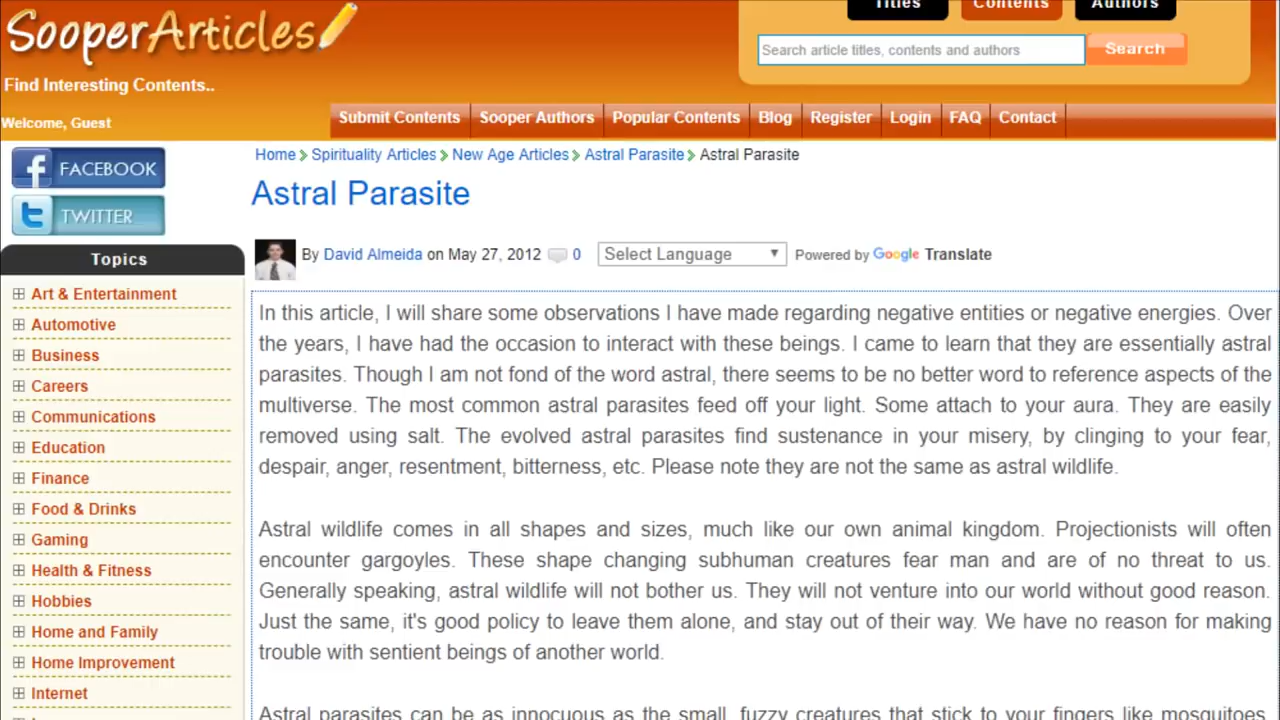 SooperArticles
Find Interesting Contents..
Welcome, Guest
Titles
Contents
Authors
Search article titles, contents and authors
Search
Submit Contents
Sooper Authors
Popular Contents
Blog
Register
Login
FAQ
Contact
FACEBOOK
TWITTER
Topics
Art & Entertainment
Automotive
Business
Careers
Communications
Education
Finance
Food & Drinks
Gaming
Health & Fitness
Hobbies
Home and Family
Home Improvement
Internet
Home Spirituality Articles New Age Articles Astral Parasite Astral Parasite
Astral Parasite
By David Almeida on May 27, 2012 0
Select Language
Powered by Google Translate
In this article, I will share some observations I have made regarding negative entities or negative energies. Over
the years, I have had the occasion to interact with these beings. I came to learn that they are essentially astral
parasites. Though I am not fond of the word astral, there seems to be no better word to reference aspects of the
multiverse. The most common astral parasites feed off your light. Some attach to your aura. They are easily
removed using salt. The evolved astral parasites find sustenance in your misery, by clinging to your fear,
despair, anger, resentment, bitterness, etc. Please note they are not the same as astral wildlife.
Astral wildlife comes in all shapes and sizes, much like our own animal kingdom. Projectionists will often
encounter gargoyles. These shape changing subhuman creatures fear man and are of no threat to us.
Generally speaking, astral wildlife will not bother us. They will not venture into our world without good reason.
Just the same, it's good policy to leave them alone, and stay out of their way. We have no reason for making
trouble with sentient beings of another world.
Astral parasites can be as innocuous as the small, fuzzy creatures that stick to your fingers like mosquitoes.